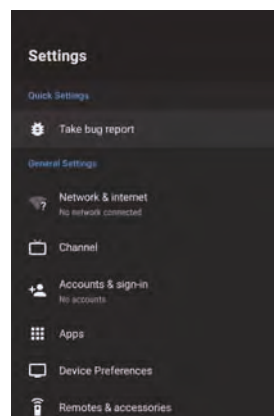 Settings
Quick Settings
Take bug report
General Settings
Network & internet
No network connected
Channel
Accounts & sign-in
No accounts
Apps
Device Preferences
Remotes & accessories